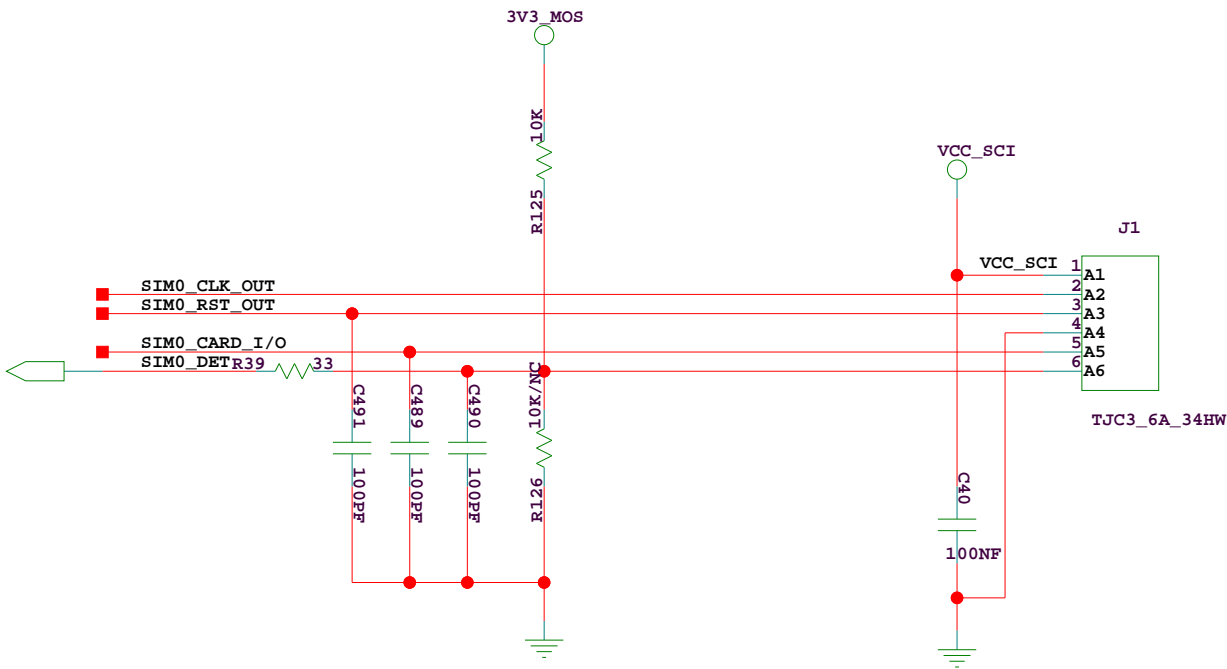 3V3_MOS
10K
R125
VCC_SCI
J1
VCC_SCI
1
A1
SIM0_CLK_OUT
2
A2
SIM0_RST_OUT
3
A3
4
A4
SIM0_CARD_I/O
5
A5
SIM0_DET
R39
33
6
A6
C491
C489
C490
10K/NC
TJC3_6A_34HW
100PF
100PF
100PF
R126
C40
100NF